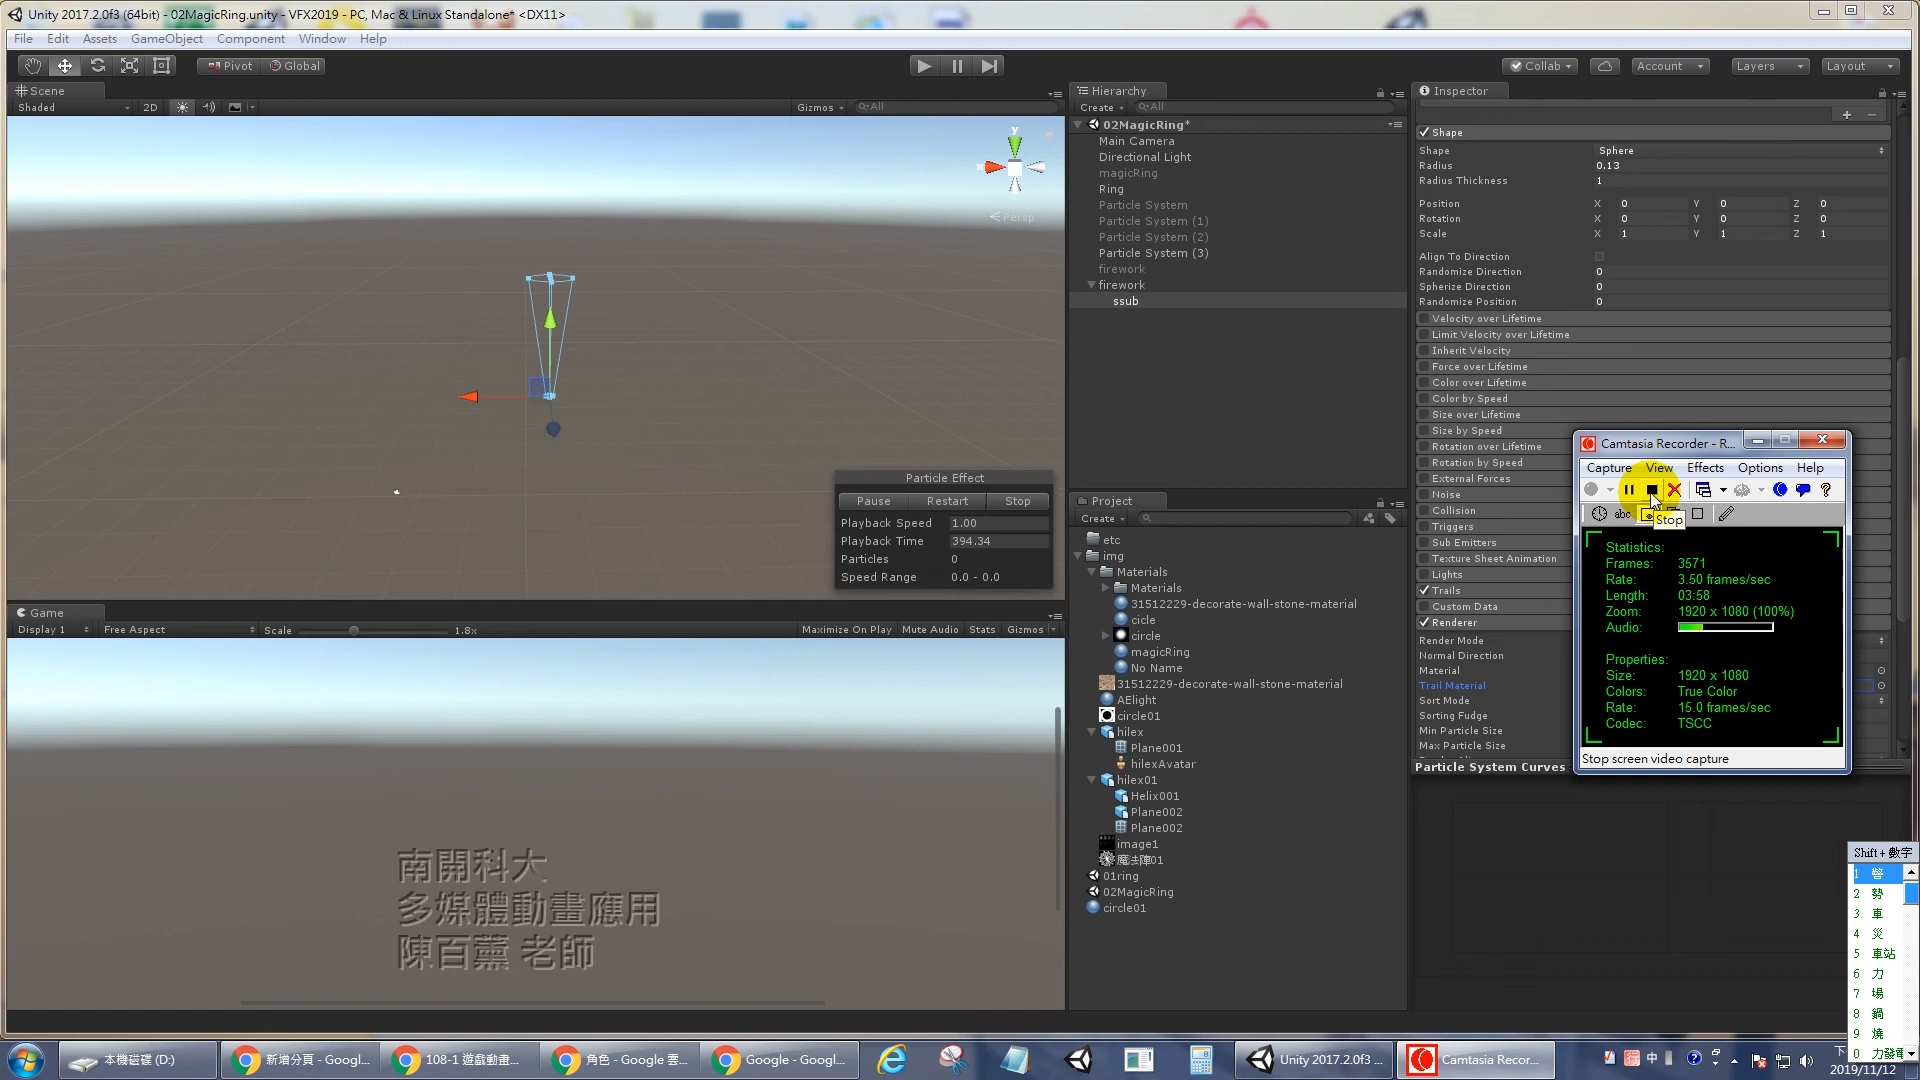 Unity 2017.2.0f3 (64bit) - 02MagicRing.unity - VFX2019 - PC, Mac & Linux Standalone* <DX11>
File Edit Assets GameObject Component Window Help
Pivot Global Collab Account Layers Layout
Scene
Shaded 2D Gizmos All
y
Persp
Particle Effect
Pause Restart Stop
Playback Speed 1.00
Playback Time 394.34
Particles 0
Speed Range 0.0 - 0.0
Game
Display 1 Free Aspect Scale 1.8x Maximize On Play Mute Audio Stats Gizmos
南開科大
多媒體動畫應用
陳百薰 老師
Hierarchy
Create All
02MagicRing*
Main Camera
Directional Light
magicRing
Ring
Particle System
Particle System (1)
Particle System (2)
Particle System (3)
firework
firework
ssub
Project
Create
etc
img
Materials
Materials
31512229-decorate-wall-stone-material
cicle
circle
magicRing
No Name
31512229-decorate-wall-stone-material
AElight
circle01
hilex
Plane001
hilexAvatar
hilex01
Helix001
Plane002
Plane002
image1
魔法陣01
01ring
02MagicRing
circle01
Inspector
Shape
Shape Sphere
Radius 0.13
Radius Thickness 1
Position X 0 Y 0 Z 0
Rotation X 0 Y 0 Z 0
Scale X 1 Y 1 Z 1
Align To Direction
Randomize Direction 0
Spherize Direction 0
Randomize Position 0
Velocity over Lifetime
Limit Velocity over Lifetime
Inherit Velocity
Force over Lifetime
Color over Lifetime
Color by Speed
Size over Lifetime
Size by Speed
Rotation over Lifetime
Rotation by Speed
External Forces
Noise
Collision
Triggers
Sub Emitters
Texture Sheet Animation
Lights
Trails
Custom Data
Renderer
Render Mode
Normal Direction
Material
Trail Material
Sort Mode
Sorting Fudge
Min Particle Size
Max Particle Size
Particle System Curves
Camtasia Recorder - R...
Capture View Effects Options Help
abc
Stop
Statistics:
Frames: 3571
Rate: 3.50 frames/sec
Length: 03:58
Zoom: 1920 x 1080 (100%)
Audio:
Properties:
Size: 1920 x 1080
Colors: True Color
Rate: 15.0 frames/sec
Codec: TSCC
Stop screen video capture
Shift+數字
1
2 勢
3 車
4 災
5 車站
6 力
7 場
8 鍋
9 燒
0 力發電
本機磁碟 (D:)
新增分頁 - Googl...
108-1 遊戲動畫...
角色 - Google 雲...
Google - Googl...
Unity 2017.2.0f3 ...
Camtasia Recor...
中
下
2019/11/12